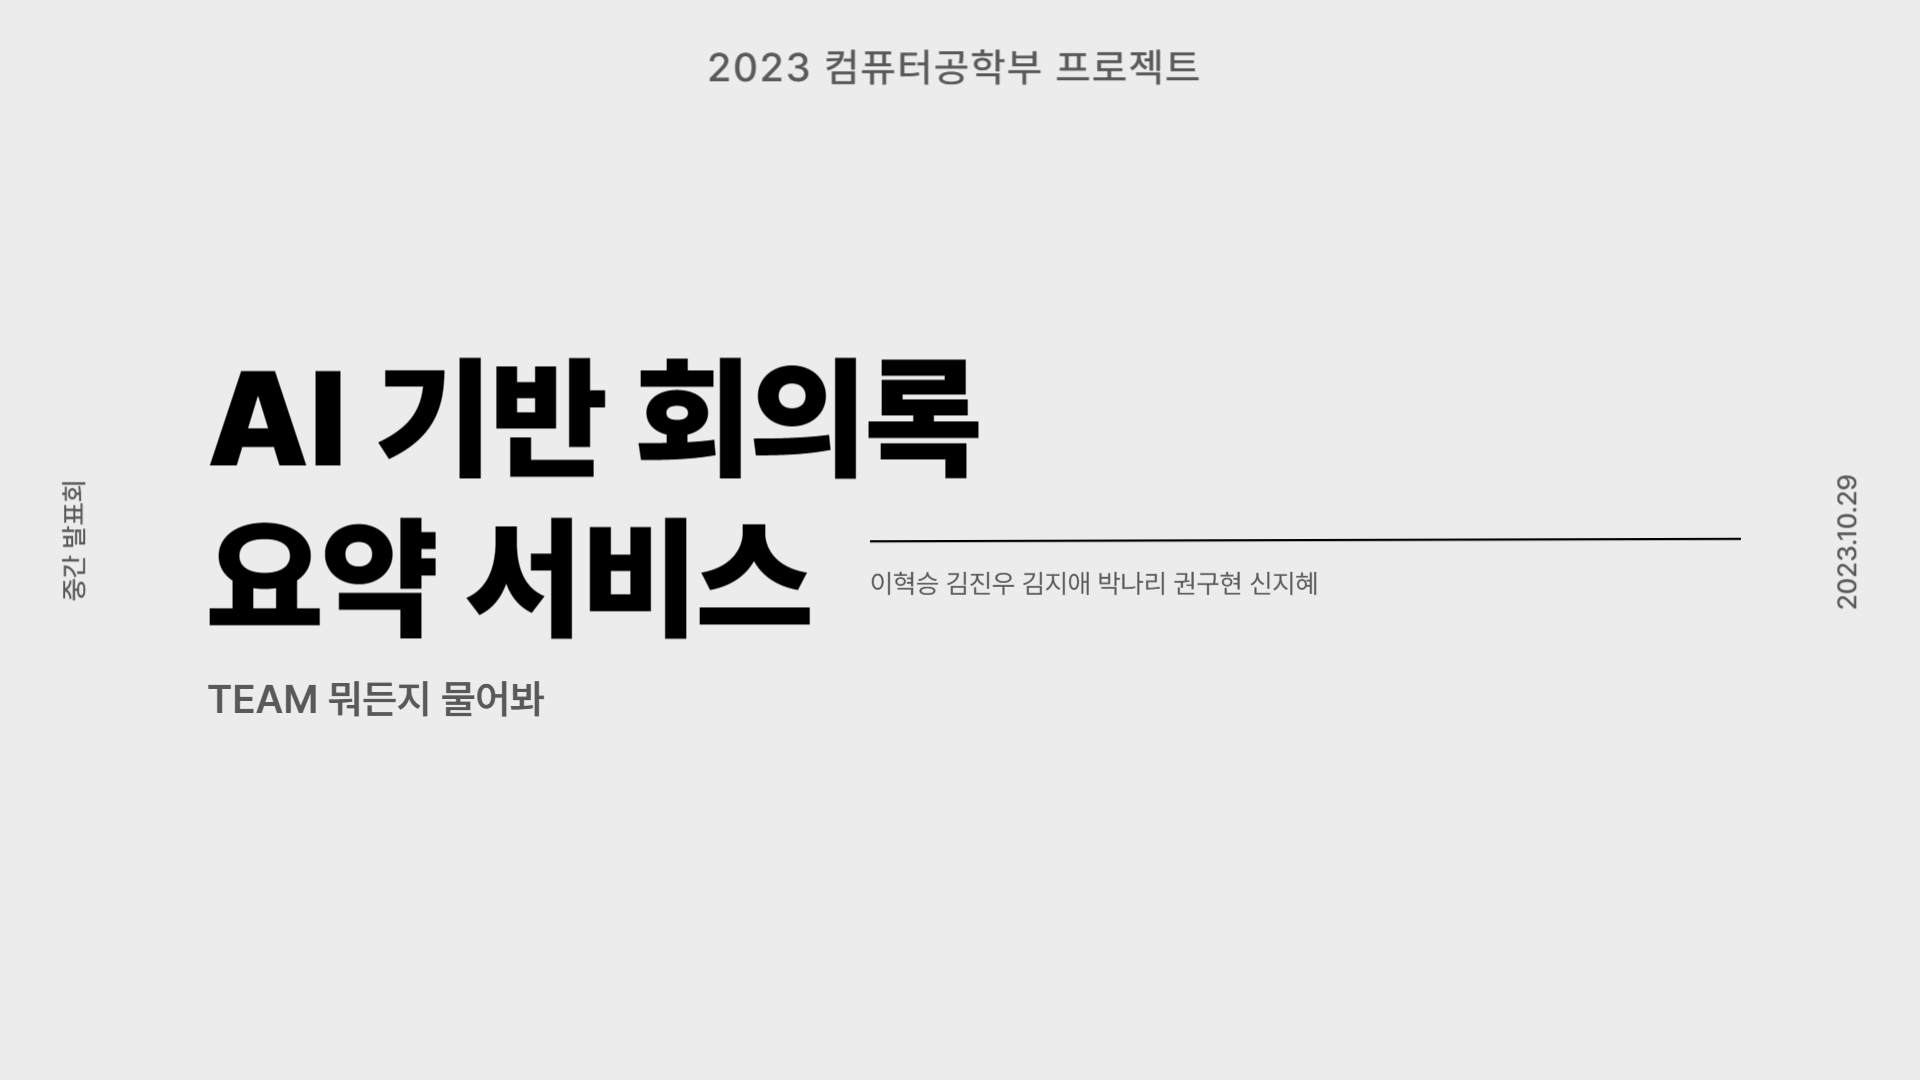 2023 컴퓨터공학부 프로젝트
AI 기반 회의록
요약 서비스
이혁승 김진우 김지애 박나리 권구현 신지혜
TEAM 뭐든지 물어봐
중간 발표회
2023.10.29